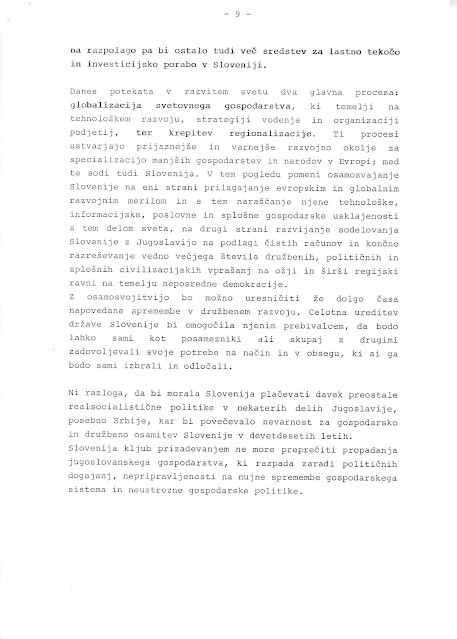 - 9 -
na razpolago pa bi ostalo tudi več sredstev za lastno tekočo
in investicijsko porabo v Sloveniji.
Danes potekata v razvitem svetu dva glavna procesa:
globalizacija svetovnega gospodarstva, ki temelji na
tehnološkem razvoju, strategiji vodenja in organizaciji
podjetij, ter krepitev regionalizacije. Ti procesi
ustvarjajo prijaznejše in varnejše razvojno okolje za
specializacijo manjših gospodarstev in narodov v Evropi; med
te sodi tudi Slovenija. V tem pogledu pomeni osamosvajanje
Slovenije na eni strani prilagajanje evropskim in globalnim
razvojnim merilom in s tem naraščanje njene tehnološke,
informacijske, poslovne in splošne gospodarske usklajenosti
s tem delom sveta, na drugi strani razvijanje sodelovanja
Slovenije z Jugoslavijo na podlagi čistih računov in končno
razreševanje vedno večjega števila družbenih, političnih in
splošnih civilizacijskih vprašanj na ožji in širši regijski
ravni na temelju neposredne demokracije.
Z osamosvojitvijo bo možno uresničiti že dolgo časa
napovedane spremembe v družbenem razvoju. Celotna ureditev
države Slovenije bi omogočila njenim prebivalcem, da bodo
lahko sami kot posamezniki ali skupaj z drugimi
zadovoljevali svoje potrebe na način in v obsegu, ki si ga
bodo sami izbrali in odločali.
Ni razloga, da bi morala Slovenija plačevati davek preostale
realsocialistične politike v nekaterih delih Jugoslavije,
posebno Srbije, kar bi povečevalo nevarnost za gospodarsko
in družbeno osamitev Slovenije v devetdesetih letih.
Slovenija kljub prizadevanjem ne more preprečiti propadanja
jugoslovanskega gospodarstva, ki razpada zaradi političnih
dogajanj, nepripravljenosti na nujne spremembe gospodarskega
sistema in neustrezne gospodarske politike.